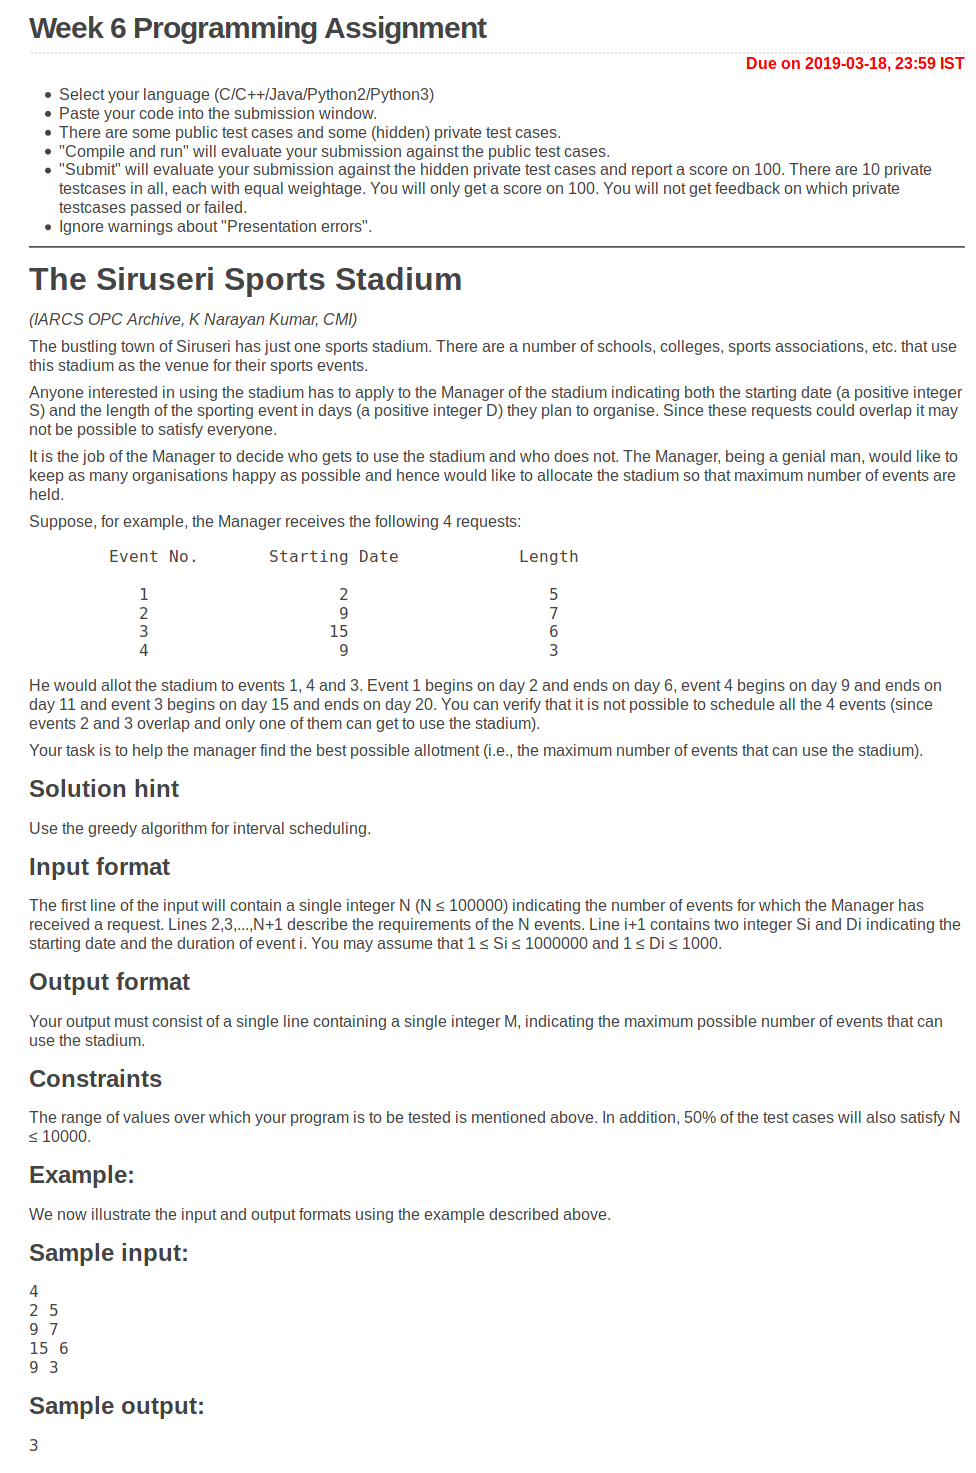 Week 6 Programming Assignment
Due on 2019-03-18, 23:59 IST
Select your language (C/C++/Java/Python2/Python3)
Paste your code into the submission window.
There are some public test cases and some (hidden) private test cases.
"Compile and run" will evaluate your submission against the public test cases.
"Submit" will evaluate your submission against the hidden private test cases and report a score on 100. There are 10 private
testcases in all, each with equal weightage. You will only get a score on 100. You will not get feedback on which private
testcases passed or failed.
Ignore warnings about "Presentation errors".
The Siruseri Sports Stadium
(IARCS OPC Archive, K Narayan Kumar, CMI)
The bustling town of Siruseri has just one sports stadium. There are a number of schools, colleges, sports associations, etc. that use
this stadium as the venue for their sports events.
Anyone interested in using the stadium has to apply to the Manager of the stadium indicating both the starting date (a positive integer
S) and the length of the sporting event in days (a positive integer D) they plan to organise. Since these requests could overlap it may
not be possible to satisfy everyone.
It is the job of the Manager to decide who gets to use the stadium and who does not. The Manager, being a genial man, would like to
keep as many organisations happy as possible and hence would like to allocate the stadium so that maximum number of events are
held.
Suppose, for example, the Manager receives the following 4 requests:
Event No. Starting Date Length
1 2 5
2 9 7
3 15 6
4 9 3
He would allot the stadium to events 1, 4 and 3. Event 1 begins on day 2 and ends on day 6, event 4 begins on day 9 and ends on
day 11 and event 3 begins on day 15 and ends on day 20. You can verify that it is not possible to schedule all the 4 events (since
events 2 and 3 overlap and only one of them can get to use the stadium).
Your task is to help the manager find the best possible allotment (i.e., the maximum number of events that can use the stadium).
Solution hint
Use the greedy algorithm for interval scheduling.
Input format
The first line of the input will contain a single integer N (N ≤ 100000) indicating the number of events for which the Manager has
received a request. Lines 2,3,...,N+1 describe the requirements of the N events. Line i+1 contains two integer Si and Di indicating the
starting date and the duration of event i. You may assume that 1 ≤ Si ≤ 1000000 and 1 ≤ Di ≤ 1000.
Output format
Your output must consist of a single line containing a single integer M, indicating the maximum possible number of events that can
use the stadium.
Constraints
The range of values over which your program is to be tested is mentioned above. In addition, 50% of the test cases will also satisfy N
≤ 10000.
Example:
We now illustrate the input and output formats using the example described above.
Sample input:
4
2 5
9 7
15 6
9 3
Sample output:
3